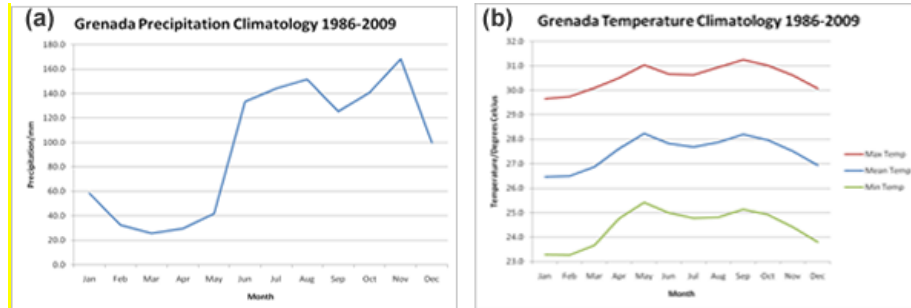 (a)
Grenada Precipitation Climatology 1986-2009
180.0
160.0
140.0
120.0
100.0
80.0
60.0
40.0
20.0
0.0
Precipitation/mm
Jan Feb Mar Apr May Jun Jul Aug Sep Oct Nov Dec
Month
(b)
Grenada Temperature Climatology 1986-2009
32.0
31.0
30.0
29.0
28.0
27.0
26.0
25.0
24.0
23.0
Temperature/Degrees Celcius
Jan Feb Mar Apr May Jun Jul Aug Sep Oct Nov Dec
Month
Max Temp
Mean Temp
Min Temp